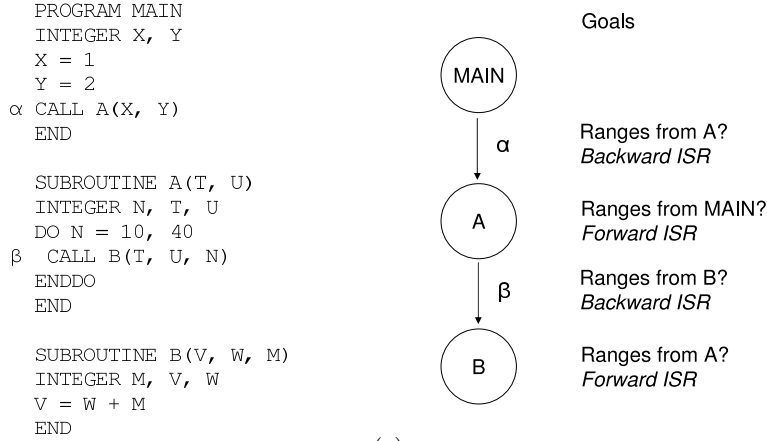 PROGRAM MAIN
INTEGER X, Y
X = 1
Y = 2
α CALL A(X, Y)
END
SUBROUTINE A(T, U)
INTEGER N, T, U
DO N = 10, 40
β CALL B(T, U, N)
ENDDO
END
SUBROUTINE B(V, W, M)
INTEGER M, V, W
V = W + M
END
MAIN
α
A
β
B
Goals
Ranges from A?
Backward ISR
Ranges from MAIN?
Forward ISR
Ranges from B?
Backward ISR
Ranges from A?
Forward ISR